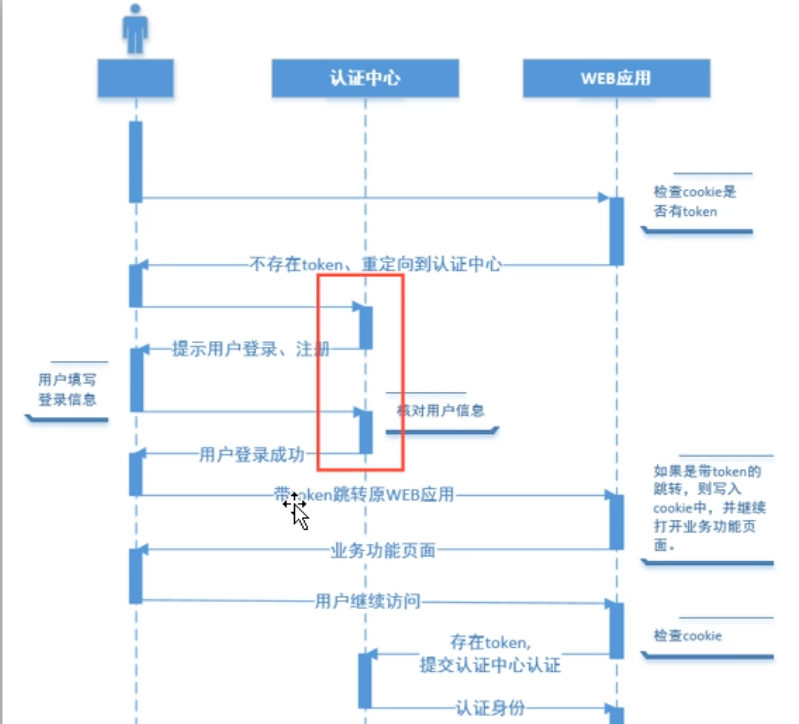 认证中心
WEB应用
检查cookie是
否有token
不存在token、重定向到认证中心
提示用户登录、注册
用户填写
登录信息
核对用户信息
用户登录成功
带token跳转原WEB应用
如果是带token的
跳转，则写入
cookie中，并继续
打开业务功能页
面。
业务功能页面
用户继续访问
存在token,
提交认证中心认证
检查cookie
认证身份